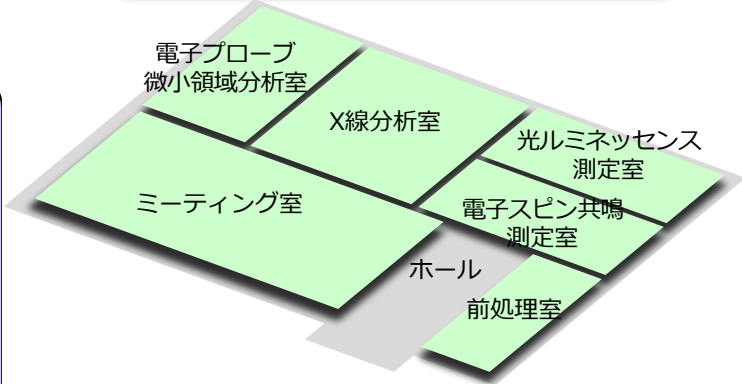 電子プローブ
微小領域分析室
X線分析室
光ルミネッセンス
測定室
ミーティング室
電子スピン共鳴
測定室
ホール
前処理室